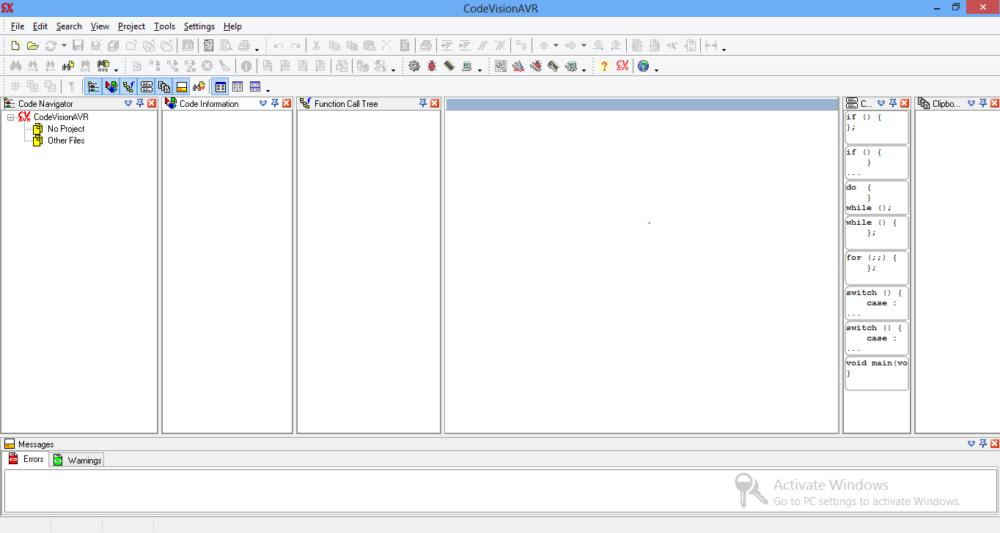 CodeVisionAVR
File Edit Search View Project Tools Settings Help
Code Navigator
CodeVisionAVR
No Project
Other Files
Code Information
Function Call Tree
C...
if () {
};
if () {
}
...
do {
}
while ();
while () {
};
for (;;) {
};
switch () {
case :
...
switch () {
case :
...
void main(vo
}
Clipbo...
Messages
Errors Warnings
Activate Windows
Go to PC settings to activate Windows.